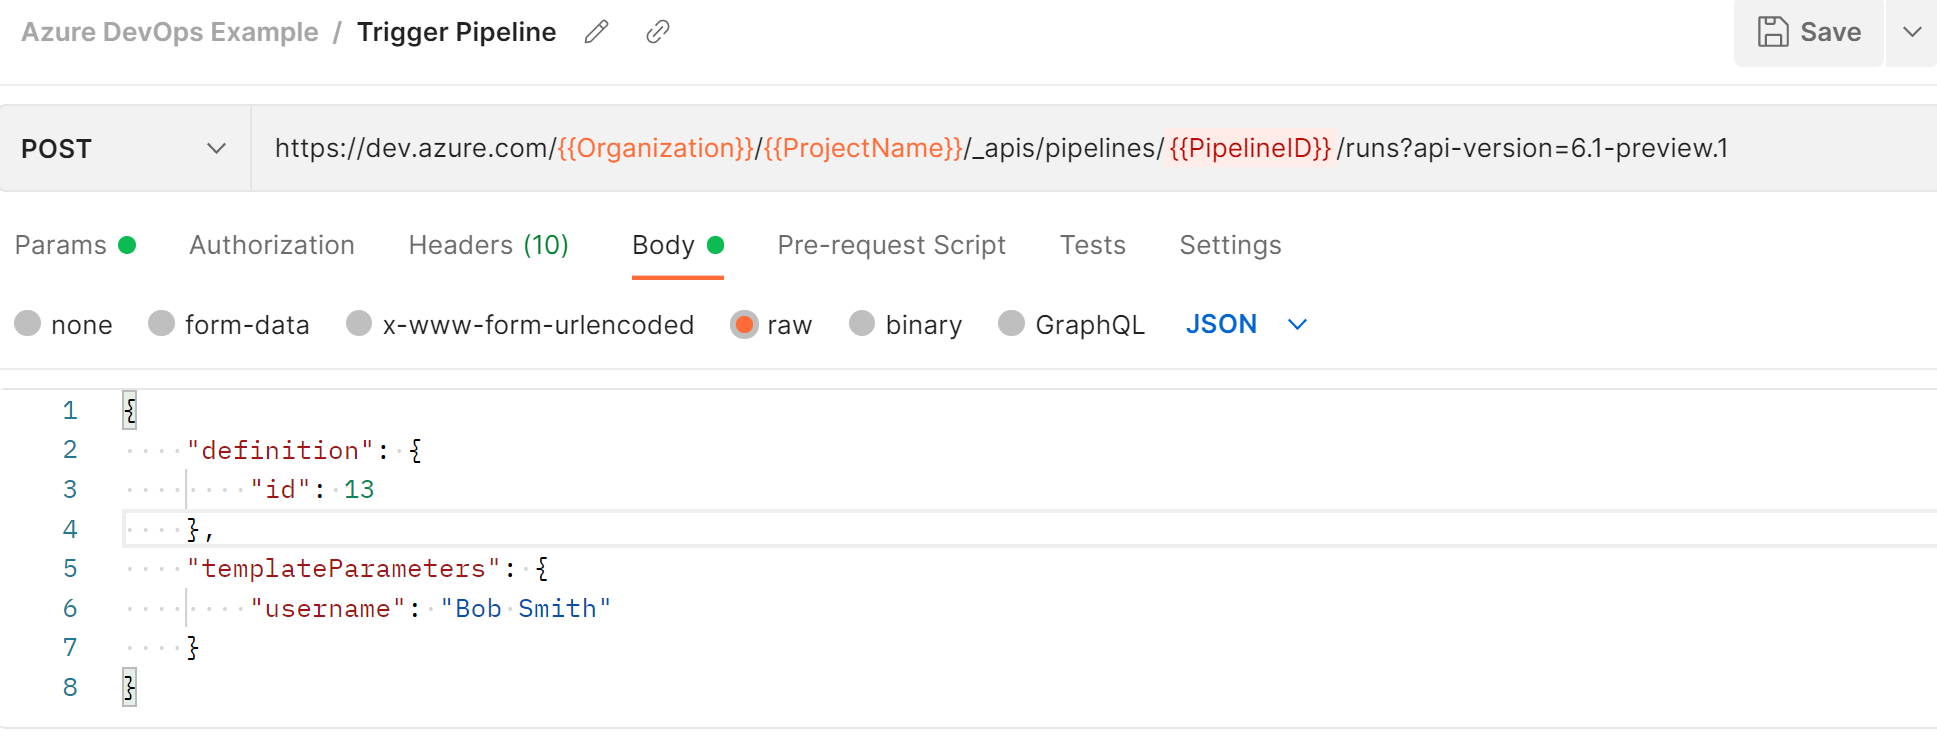 Azure DevOps Example / Trigger Pipeline Save
POST https://dev.azure.com/{{Organization}}/{{ProjectName}}/_apis/pipelines/{{PipelineID}}/runs?api-version=6.1-preview.1
Params Authorization Headers (10) Body Pre-request Script Tests Settings
none form-data x-www-form-urlencoded raw binary GraphQL JSON
1 {
2 "definition": {
3 "id": 13
4 },
5 "templateParameters": {
6 "username": "Bob Smith"
7 }
8 }